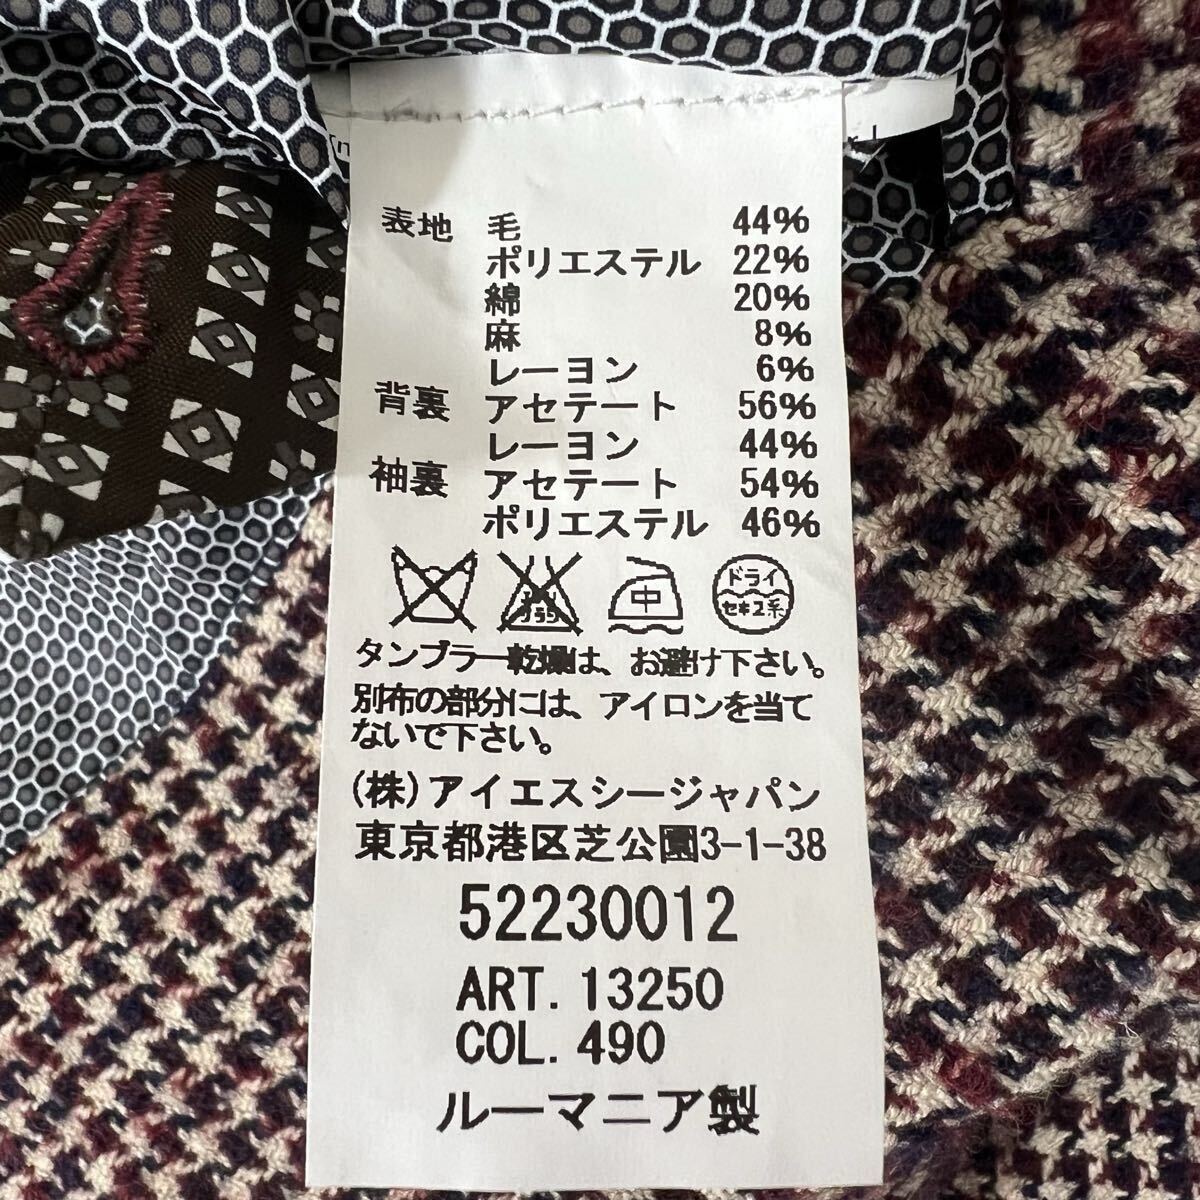 表地 毛 44%
ポリエステル 22%
綿 20%
麻 8%
レーヨン 6%
背裏 アセテート 56%
レーヨン 44%
袖裏 アセテート 54%
ポリエステル 46%
中
ドライ
セキユ系
タンブラー乾燥は、お避け下さい。
別布の部分には、アイロンを当て
ないで下さい。
(株)アイエスシージャパン
東京都港区芝公園3-1-38
52230012
ART. 13250
COL. 490
ルーマニア製